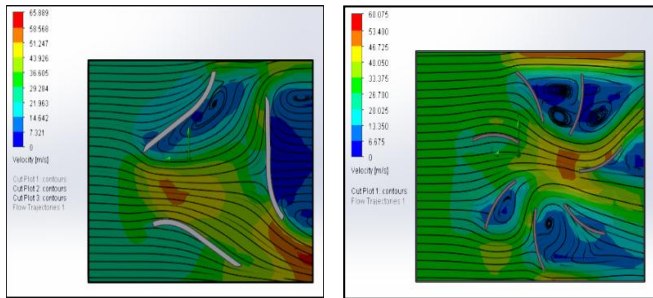 65.889
58.568
51.247
43.926
36.605
29.284
21.963
14.642
7.321
0
Velocity [m/s]
Cut Plot 1: contours
Cut Plot 2: contours
Cut Plot 3: contours
Flow Trajectories 1
60.075
53.400
46.725
40.050
33.375
26.700
20.025
13.350
6.675
0
Velocity [m/s]
Cut Plot 1: contours
Flow Trajectories 1